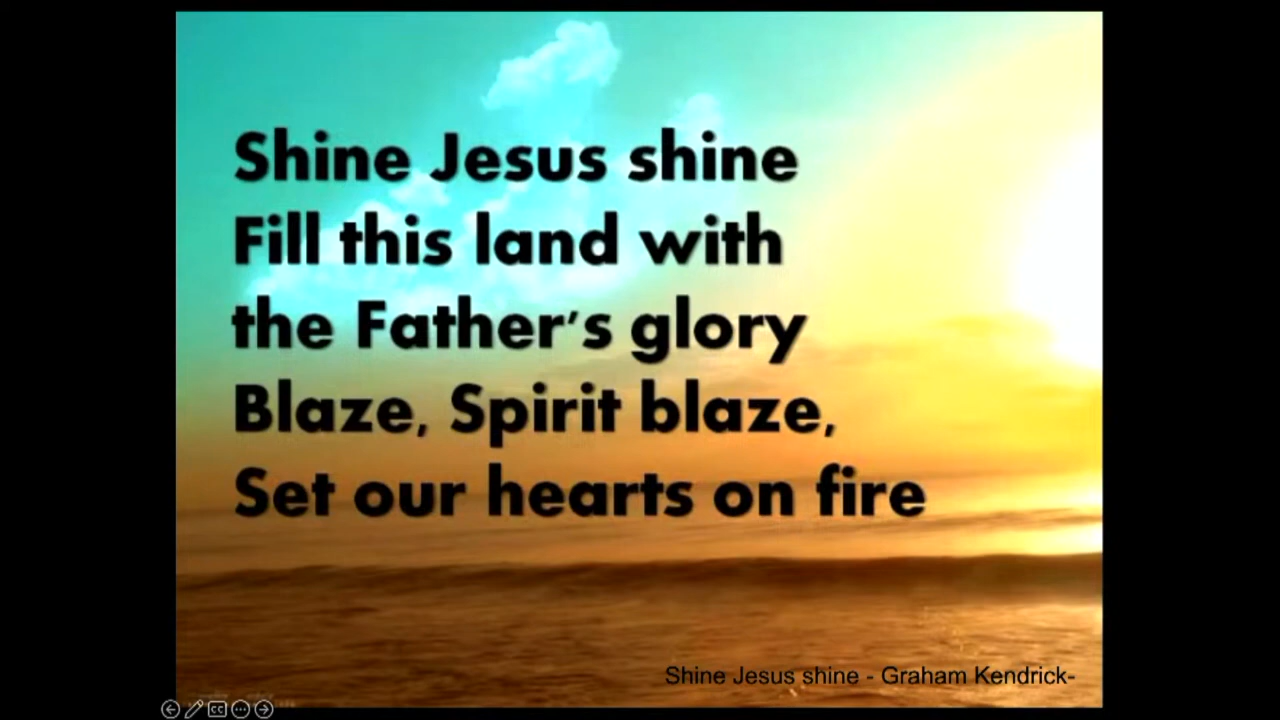 Shine Jesus shine
Fill this land with
the Father's glory
Blaze, Spirit blaze,
Set our hearts on fire
Shine Jesus shine - Graham Kendrick-
CC